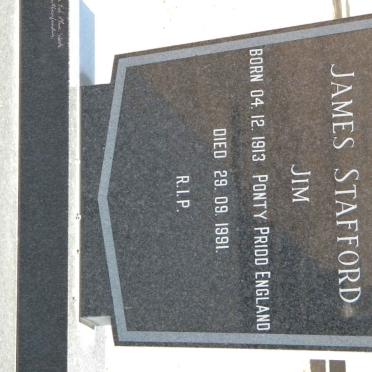 JAMES STAFFORD
JIM
BORN 04. 12. 1913 PONTY PRIDD ENGLAND
DIED 29. 09. 1991.
R.I.P.